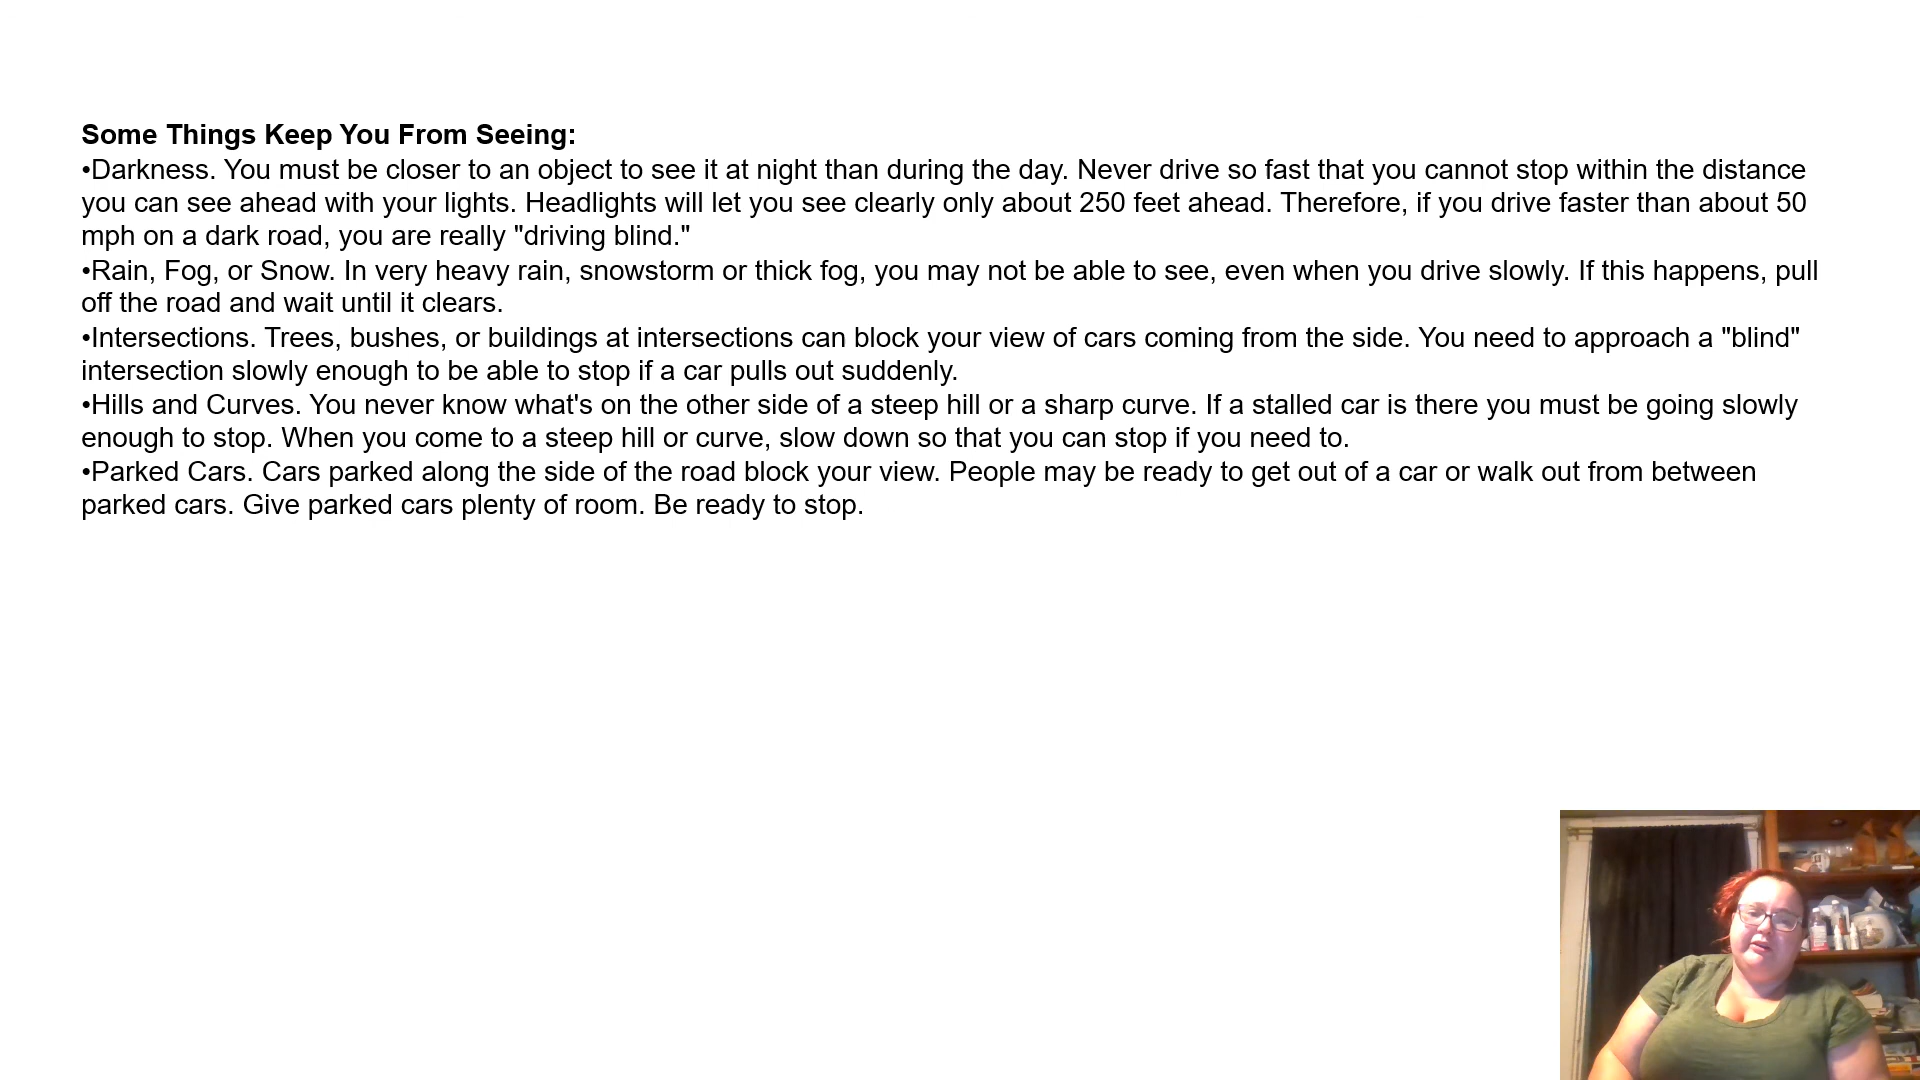 Some Things Keep You From Seeing:
•Darkness. You must be closer to an object to see it at night than during the day. Never drive so fast that you cannot stop within the distance
you can see ahead with your lights. Headlights will let you see clearly only about 250 feet ahead. Therefore, if you drive faster than about 50
mph on a dark road, you are really "driving blind."
•Rain, Fog, or Snow. In very heavy rain, snowstorm or thick fog, you may not be able to see, even when you drive slowly. If this happens, pull
off the road and wait until it clears.
•Intersections. Trees, bushes, or buildings at intersections can block your view of cars coming from the side. You need to approach a "blind"
intersection slowly enough to be able to stop if a car pulls out suddenly.
•Hills and Curves. You never know what's on the other side of a steep hill or a sharp curve. If a stalled car is there you must be going slowly
enough to stop. When you come to a steep hill or curve, slow down so that you can stop if you need to.
•Parked Cars. Cars parked along the side of the road block your view. People may be ready to get out of a car or walk out from between
parked cars. Give parked cars plenty of room. Be ready to stop.